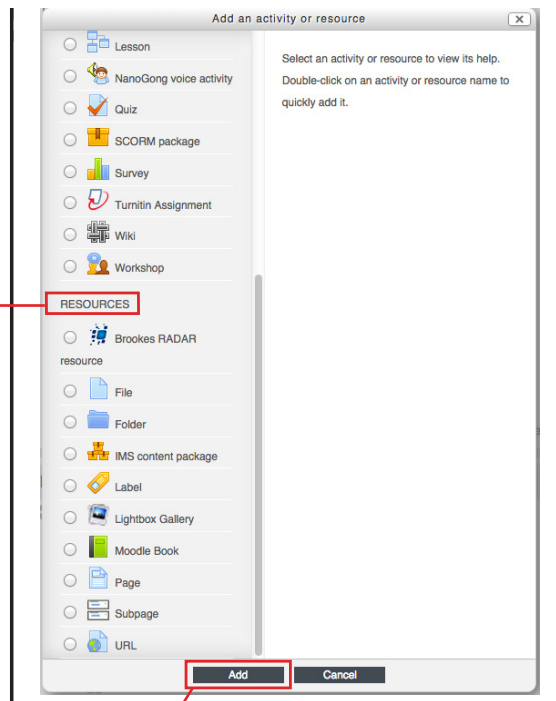 Add an activity or resource
Lesson
NanoGong voice activity
Quiz
SCORM package
Survey
Turnitin Assignment
Wiki
Workshop
RESOURCES
Brookes RADAR
resource
File
Folder
IMS content package
Label
Lightbox Gallery
Moodle Book
Page
Subpage
URL
Select an activity or resource to view its help.
Double-click on an activity or resource name to
quickly add it.
Add
Cancel